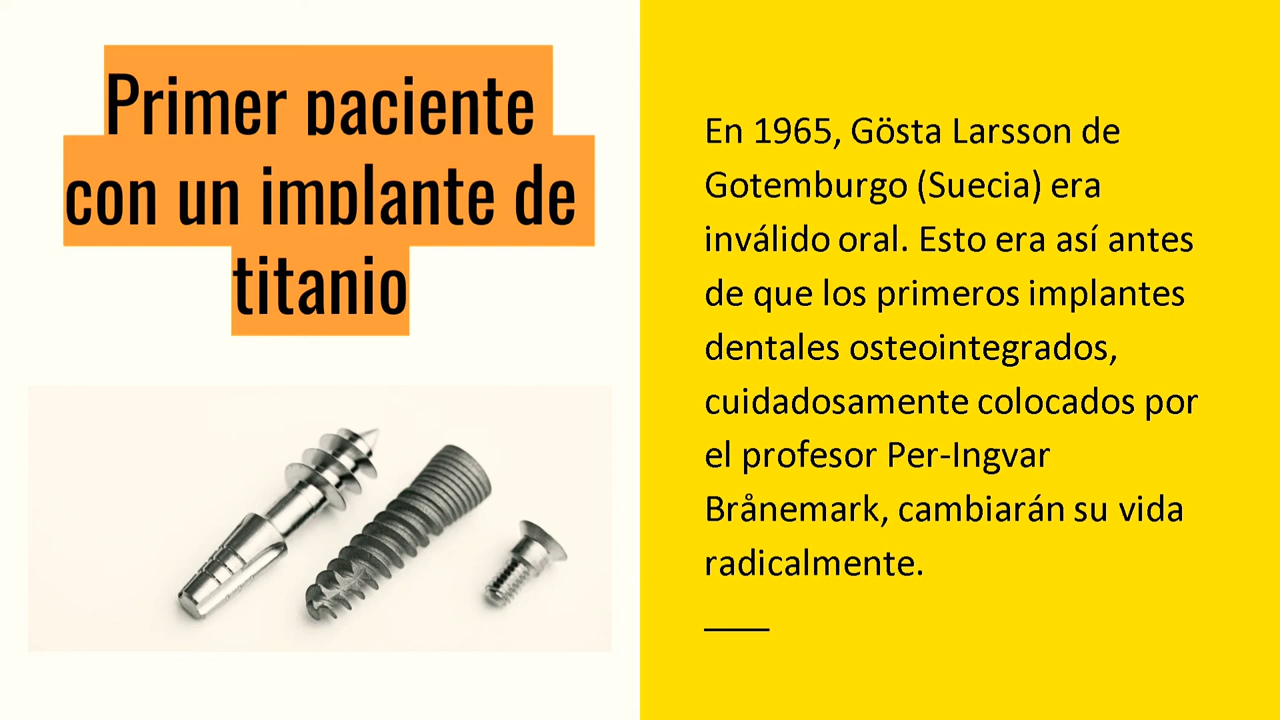 Primer paciente
con un implante de
titanio
En 1965, Gösta Larsson de
Gotemburgo (Suecia) era
inválido oral. Esto era así antes
de que los primeros implantes
dentales osteointegrados,
cuidadosamente colocados por
el profesor Per-Ingvar
Brånemark, cambiarán su vida
radicalmente.